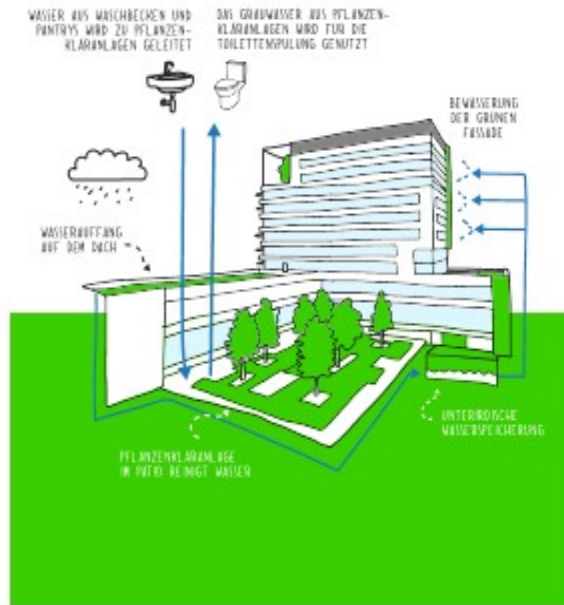 WASSER AUS WASCHBECKEN UND
PANTRYS WIRD ZU PFLANZEN-
KLÄRANLAGEN GELEITET
DAS GRAUWASSER AUS PFLANZEN-
KLÄRANLAGEN WIRD FÜR DIE
TOILETTENSPÜLUNG GENUTZT
BEWÄSSERUNG
DER GRÜNEN
FASSADE
WASSERAUFFANG
AUF DEM DACH
UNTERIRDISCHE
WASSERSPEICHERUNG
PFLANZENKLÄRANLAGE
IM PATIO REINIGT WASSER